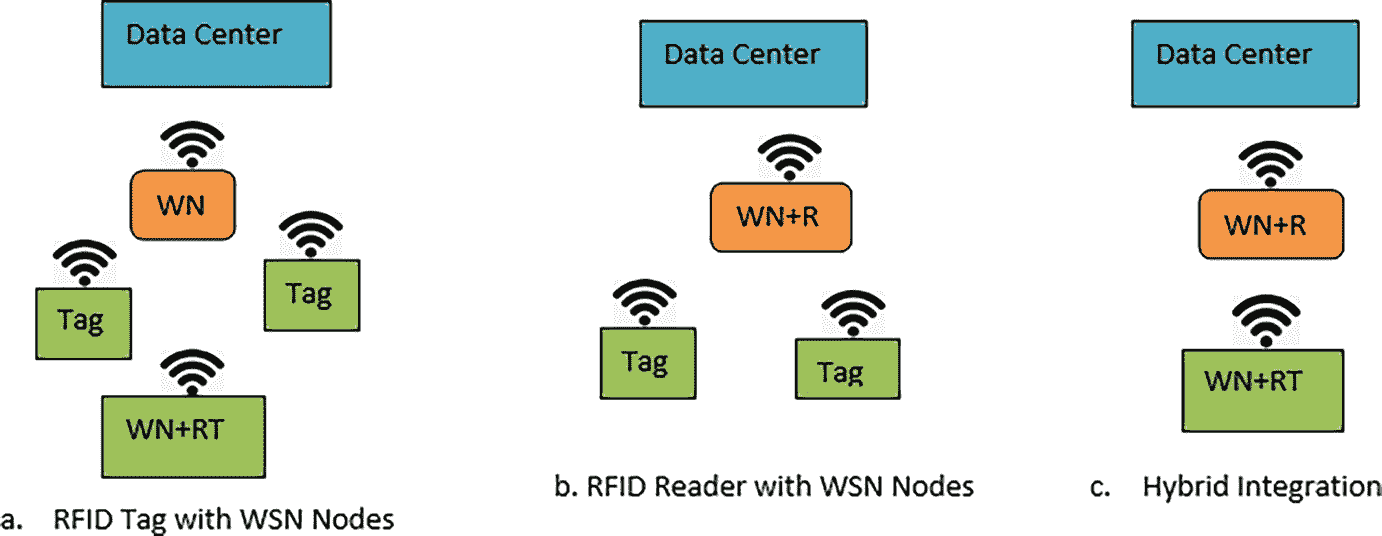 Data Center
WN
Tag
Tag
WN+RT
a. RFID Tag with WSN Nodes
Data Center
WN+R
Tag
Tag
b. RFID Reader with WSN Nodes
Data Center
WN+R
WN+RT
c. Hybrid Integration